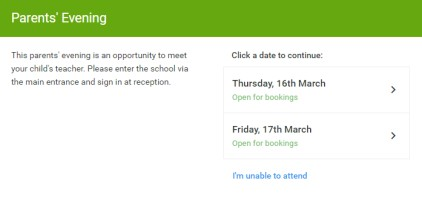 Parents' Evening
This parents' evening is an opportunity to meet
your child's teacher. Please enter the school via
the main entrance and sign in at reception.
Click a date to continue:
Thursday, 16th March
Open for bookings
Friday, 17th March
Open for bookings
I'm unable to attend